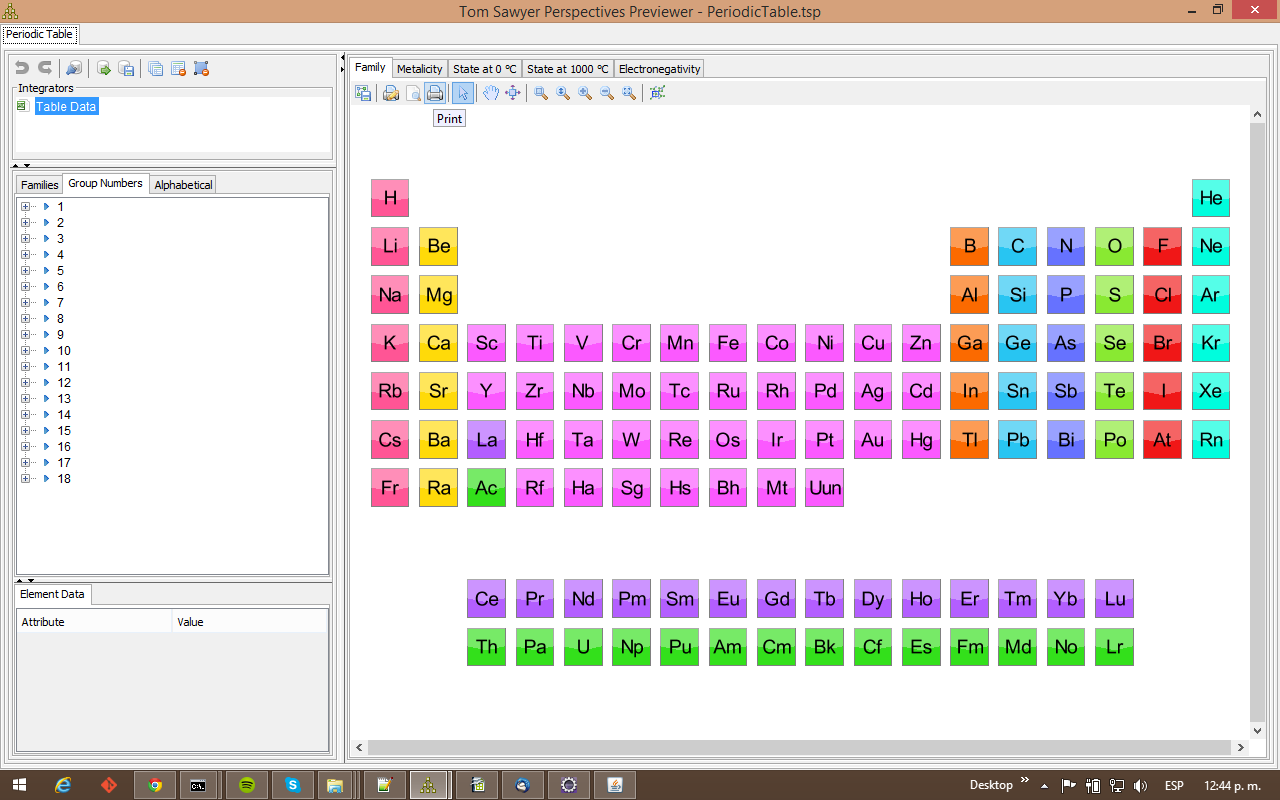 Tom Sawyer Perspectives Previewer - PeriodicTable.tsp
Periodic Table
Integrators
Table Data
Families Group Numbers Alphabetical
1
2
3
4
5
6
7
8
9
10
11
12
13
14
15
16
17
18
Element Data
Attribute Value
Family Metalicity State at 0 ºC State at 1000 ºC Electronegativity
Print
H He
Li Be B C N O F Ne
Na Mg Al Si P S Cl Ar
K Ca Sc Ti V Cr Mn Fe Co Ni Cu Zn Ga Ge As Se Br Kr
Rb Sr Y Zr Nb Mo Tc Ru Rh Pd Ag Cd In Sn Sb Te I Xe
Cs Ba La Hf Ta W Re Os Ir Pt Au Hg Tl Pb Bi Po At Rn
Fr Ra Ac Rf Ha Sg Hs Bh Mt Uun
Ce Pr Nd Pm Sm Eu Gd Tb Dy Ho Er Tm Yb Lu
Th Pa U Np Pu Am Cm Bk Cf Es Fm Md No Lr
Desktop ESP 12:44 p. m.